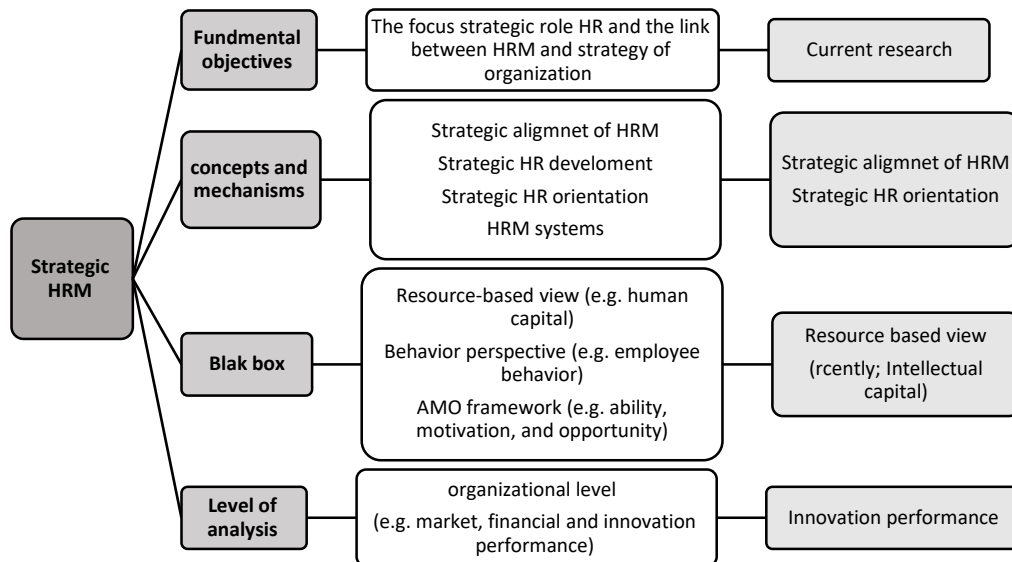 Fundmental
objectives
The focus strategic role HR and the link
between HRM and strategy of
organization
Current research
concepts and
mechanisms
Strategic aligmnet of HRM
Strategic HR develoment
Strategic HR orientation
HRM systems
Strategic aligmnet of HRM
Strategic HR orientation
Strategic
HRM
Blak box
Resource-based view (e.g. human
capital)
Behavior perspective (e.g. employee
behavior)
AMO framework (e.g. ability,
motivation, and opportunity)
Resource based view
(rcently; Intellectual
capital)
Level of
analysis
organizational level
(e.g. market, financial and innovation
performance)
Innovation performance